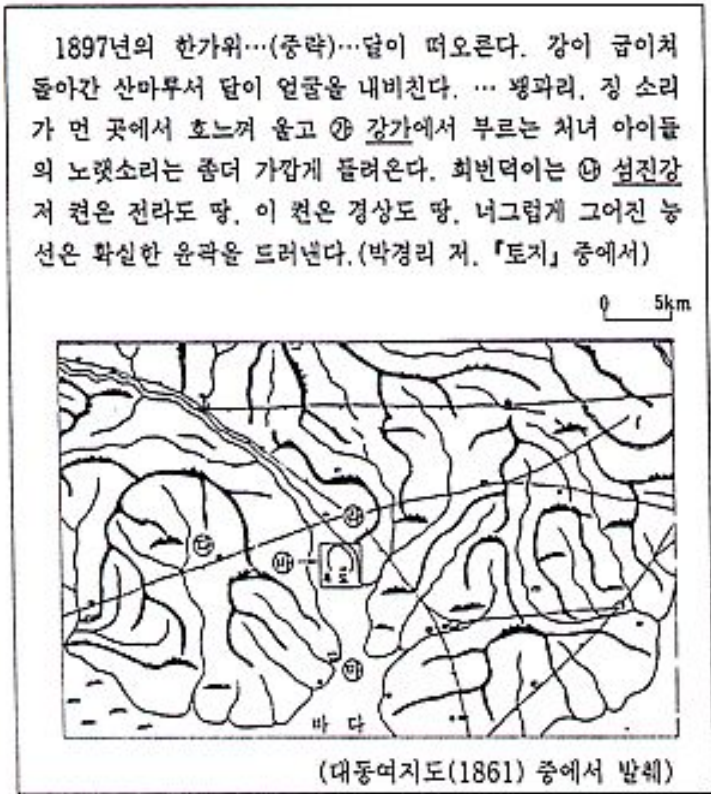 1897년의 한가위…(중략)…달이 떠오른다. 강이 굽이쳐
돌아간 산마루서 달이 얼굴을 내비친다. … 꽹과리, 징 소리
가 먼 곳에서 흐느껴 울고 ㉮ 강가에서 부르는 처녀 아이들
의 노랫소리는 좀더 가깝게 들려온다. 희번덕이는 ㉯ 섬진강
저 켠은 전라도 땅, 이 켠은 경상도 땅, 너그럽게 그어진 능
선은 확실한 윤곽을 드러낸다.(박경리 저, 『토지』 중에서)
0 5km
㉰
㉳
바다
(대동여지도(1861) 중에서 발췌)